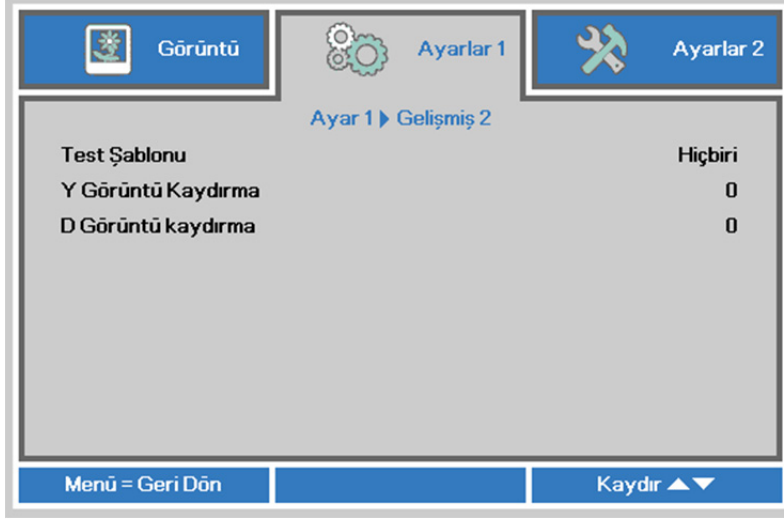 Görüntü
Ayarlar 1
Ayarlar 2
Ayar 1 ▶ Gelişmiş 2
Test Şablonu Hiçbiri
Y Görüntü Kaydırma 0
D Görüntü kaydırma 0
Menü = Geri Dön
Kaydır ▲▼